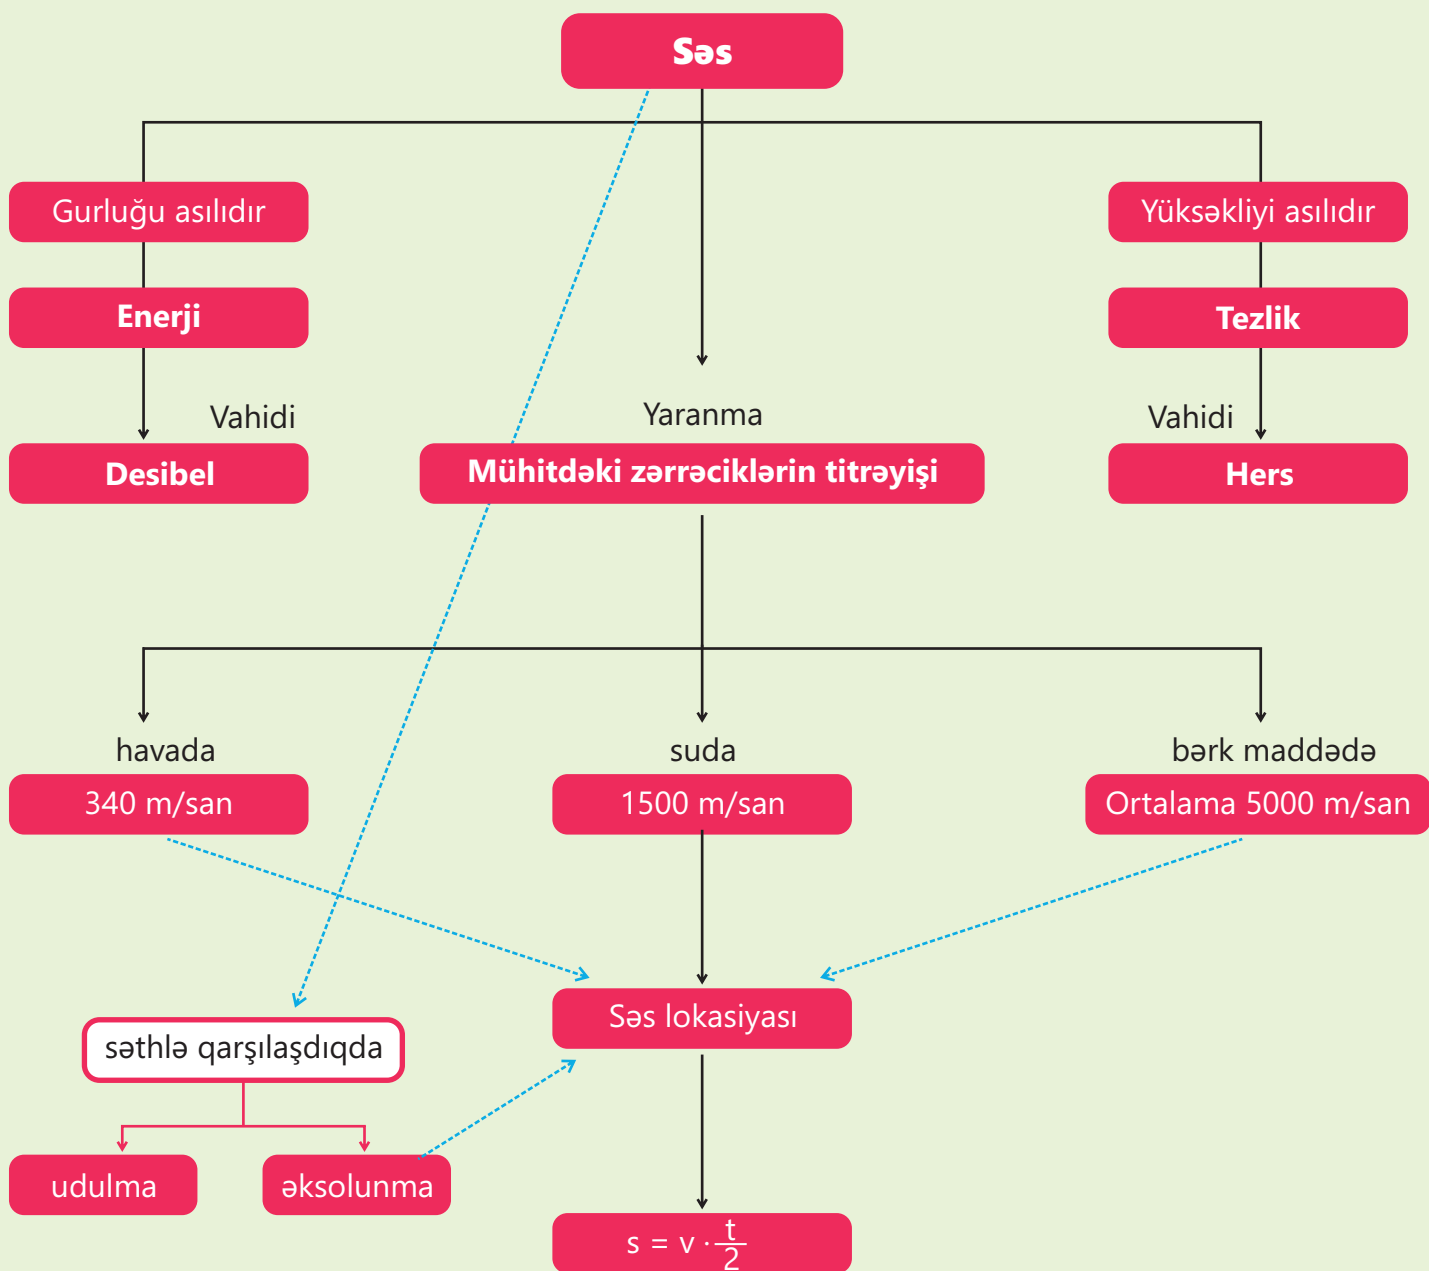 Səs
Gurluğu asılıdır
Yüksəkliyi asılıdır
Enerji
Tezlik
Vahidi
Yaranma
Vahidi
Desibel
Mühitdəki zərrəciklərin titrəyişi
Hers
havada
suda
bərk maddədə
340 m/san
1500 m/san
Ortalama 5000 m/san
Səs lokasiyası
səthlə qarşılaşdıqda
udulma
əksolunma
s = v · t/2